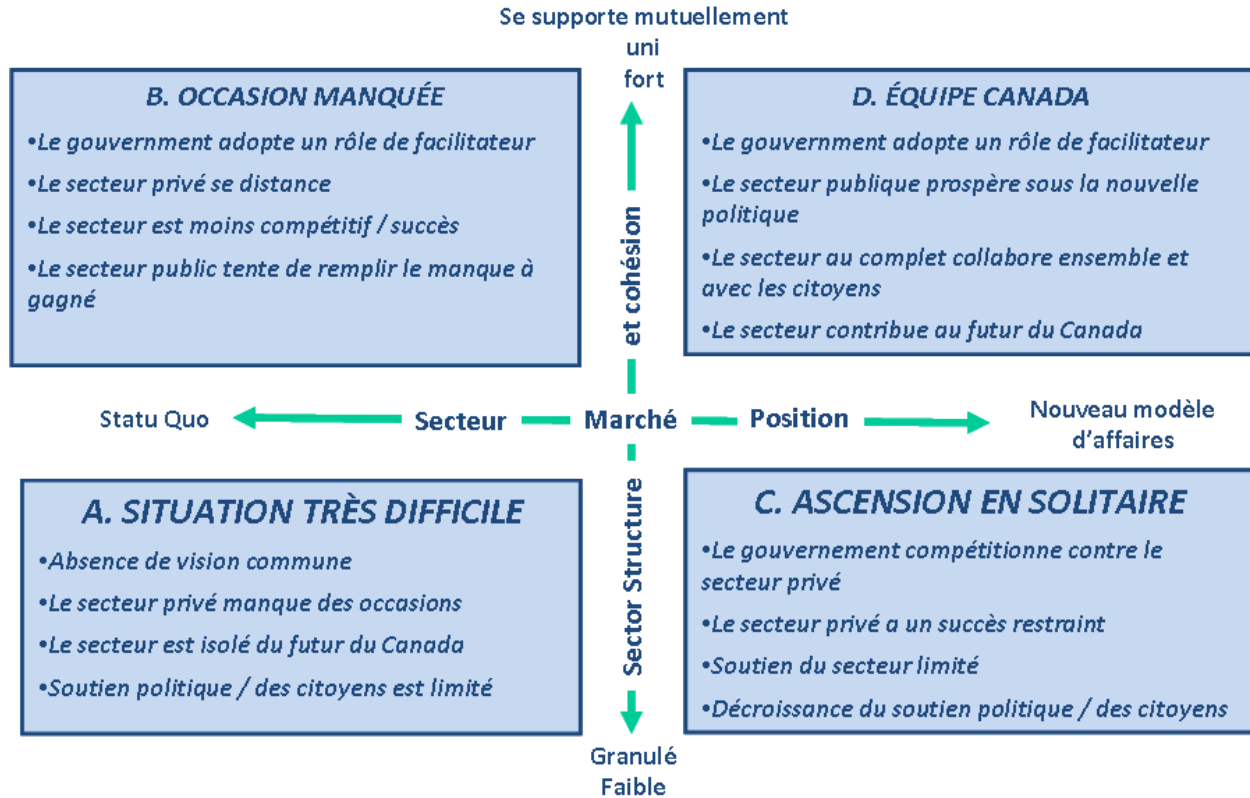 Se supporte mutuellement
uni
fort
B. OCCASION MANQUÉE
•Le gouvernment adopte un rôle de facilitateur
•Le secteur privé se distance
•Le secteur est moins compétitif / succès
•Le secteur public tente de remplir le manque à
gagné
D. ÉQUIPE CANADA
•Le gouvernment adopte un rôle de facilitateur
•Le secteur publique prospère sous la nouvelle
politique
•Le secteur au complet collabore ensemble et
avec les citoyens
•Le secteur contribue au futur du Canada
et cohésion
Statu Quo
Secteur
Marché
Position
Nouveau modèle
d'affaires
Sector Structure
A. SITUATION TRÈS DIFFICILE
•Absence de vision commune
•Le secteur privé manque des occasions
•Le secteur est isolé du futur du Canada
•Soutien politique / des citoyens est limité
C. ASCENSION EN SOLITAIRE
•Le gouvernement compétitionne contre le
secteur privé
•Le secteur privé a un succès restraint
•Soutien du secteur limité
•Décroissance du soutien politique / des citoyens
Granulé
Faible